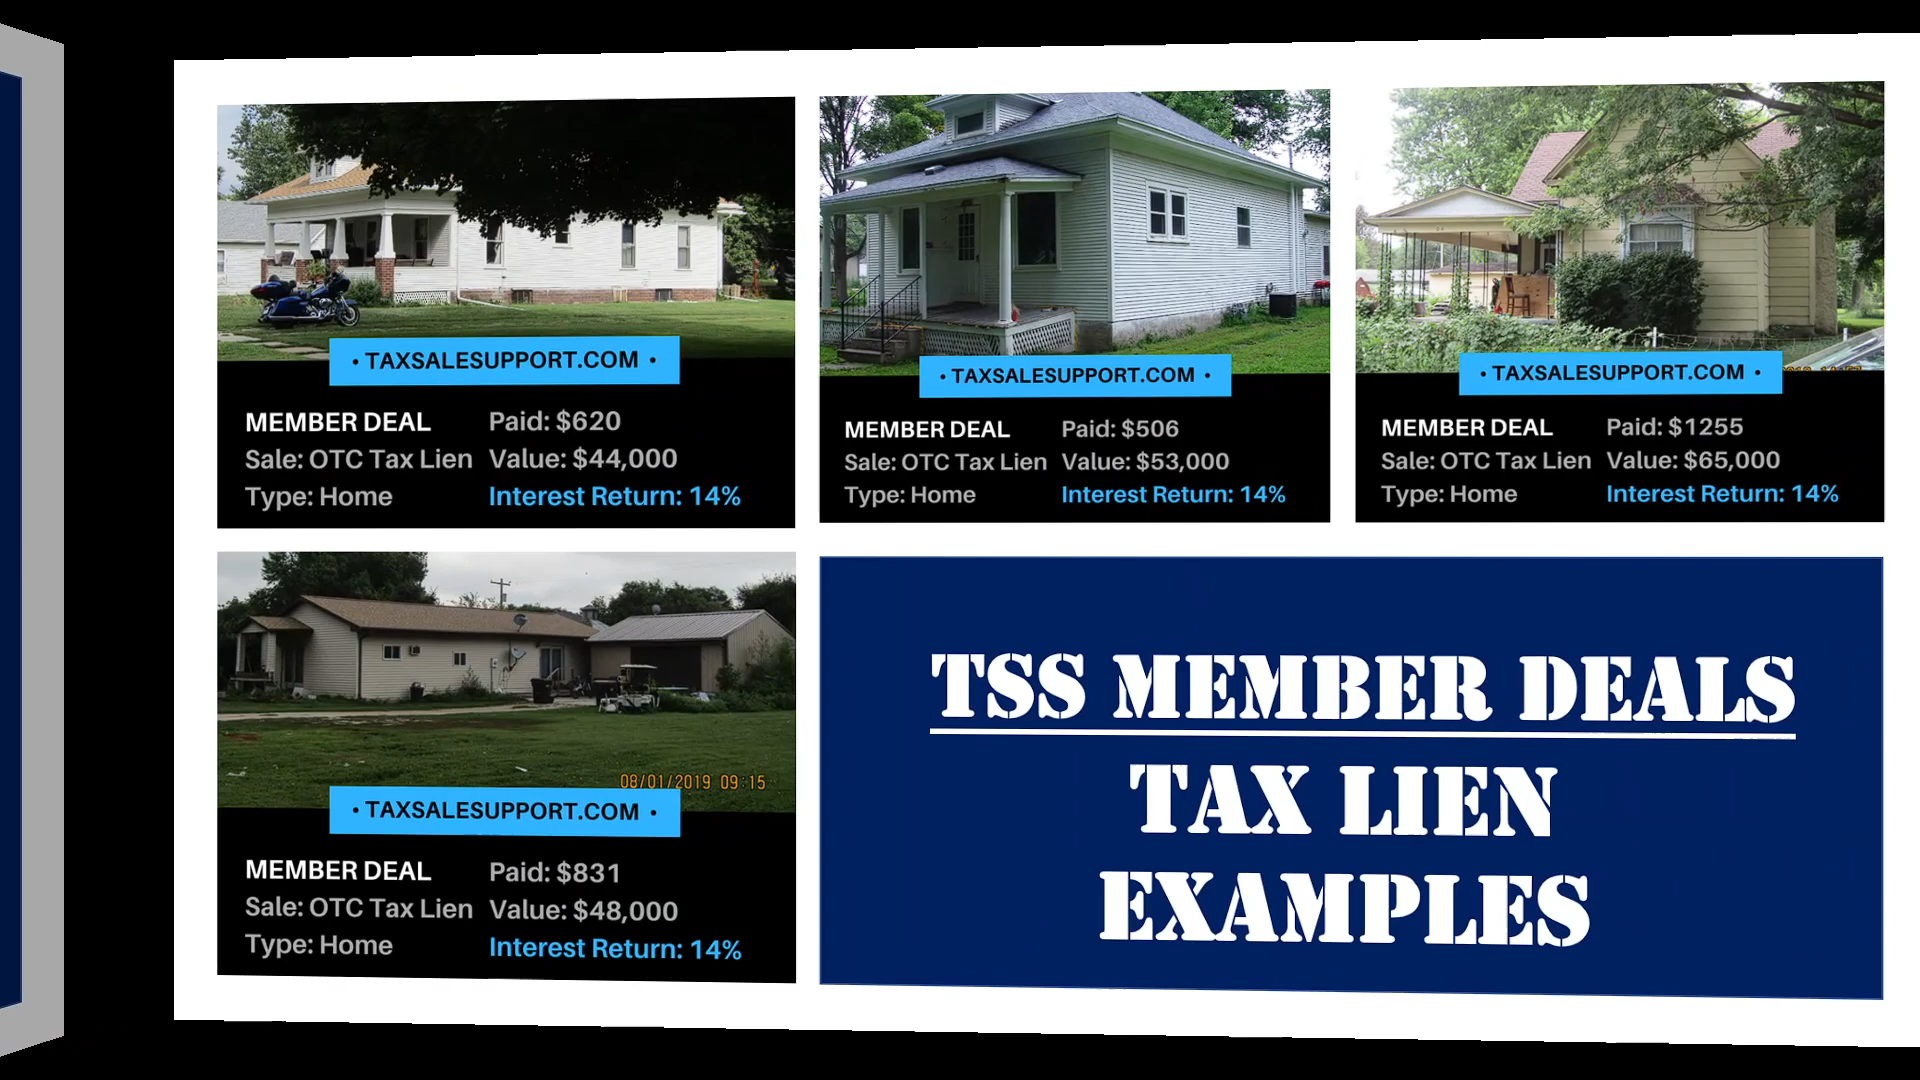 • TAXSALESUPPORT.COM •
MEMBER DEAL Paid: $620
Sale: OTC Tax Lien Value: $44,000
Type: Home Interest Return: 14%
• TAXSALESUPPORT.COM •
MEMBER DEAL Paid: $506
Sale: OTC Tax Lien Value: $53,000
Type: Home Interest Return: 14%
• TAXSALESUPPORT.COM •
MEMBER DEAL Paid: $1255
Sale: OTC Tax Lien Value: $65,000
Type: Home Interest Return: 14%
08/01/2019 09:15
• TAXSALESUPPORT.COM •
MEMBER DEAL Paid: $831
Sale: OTC Tax Lien Value: $48,000
Type: Home Interest Return: 14%
TSS MEMBER DEALS
TAX LIEN
EXAMPLES